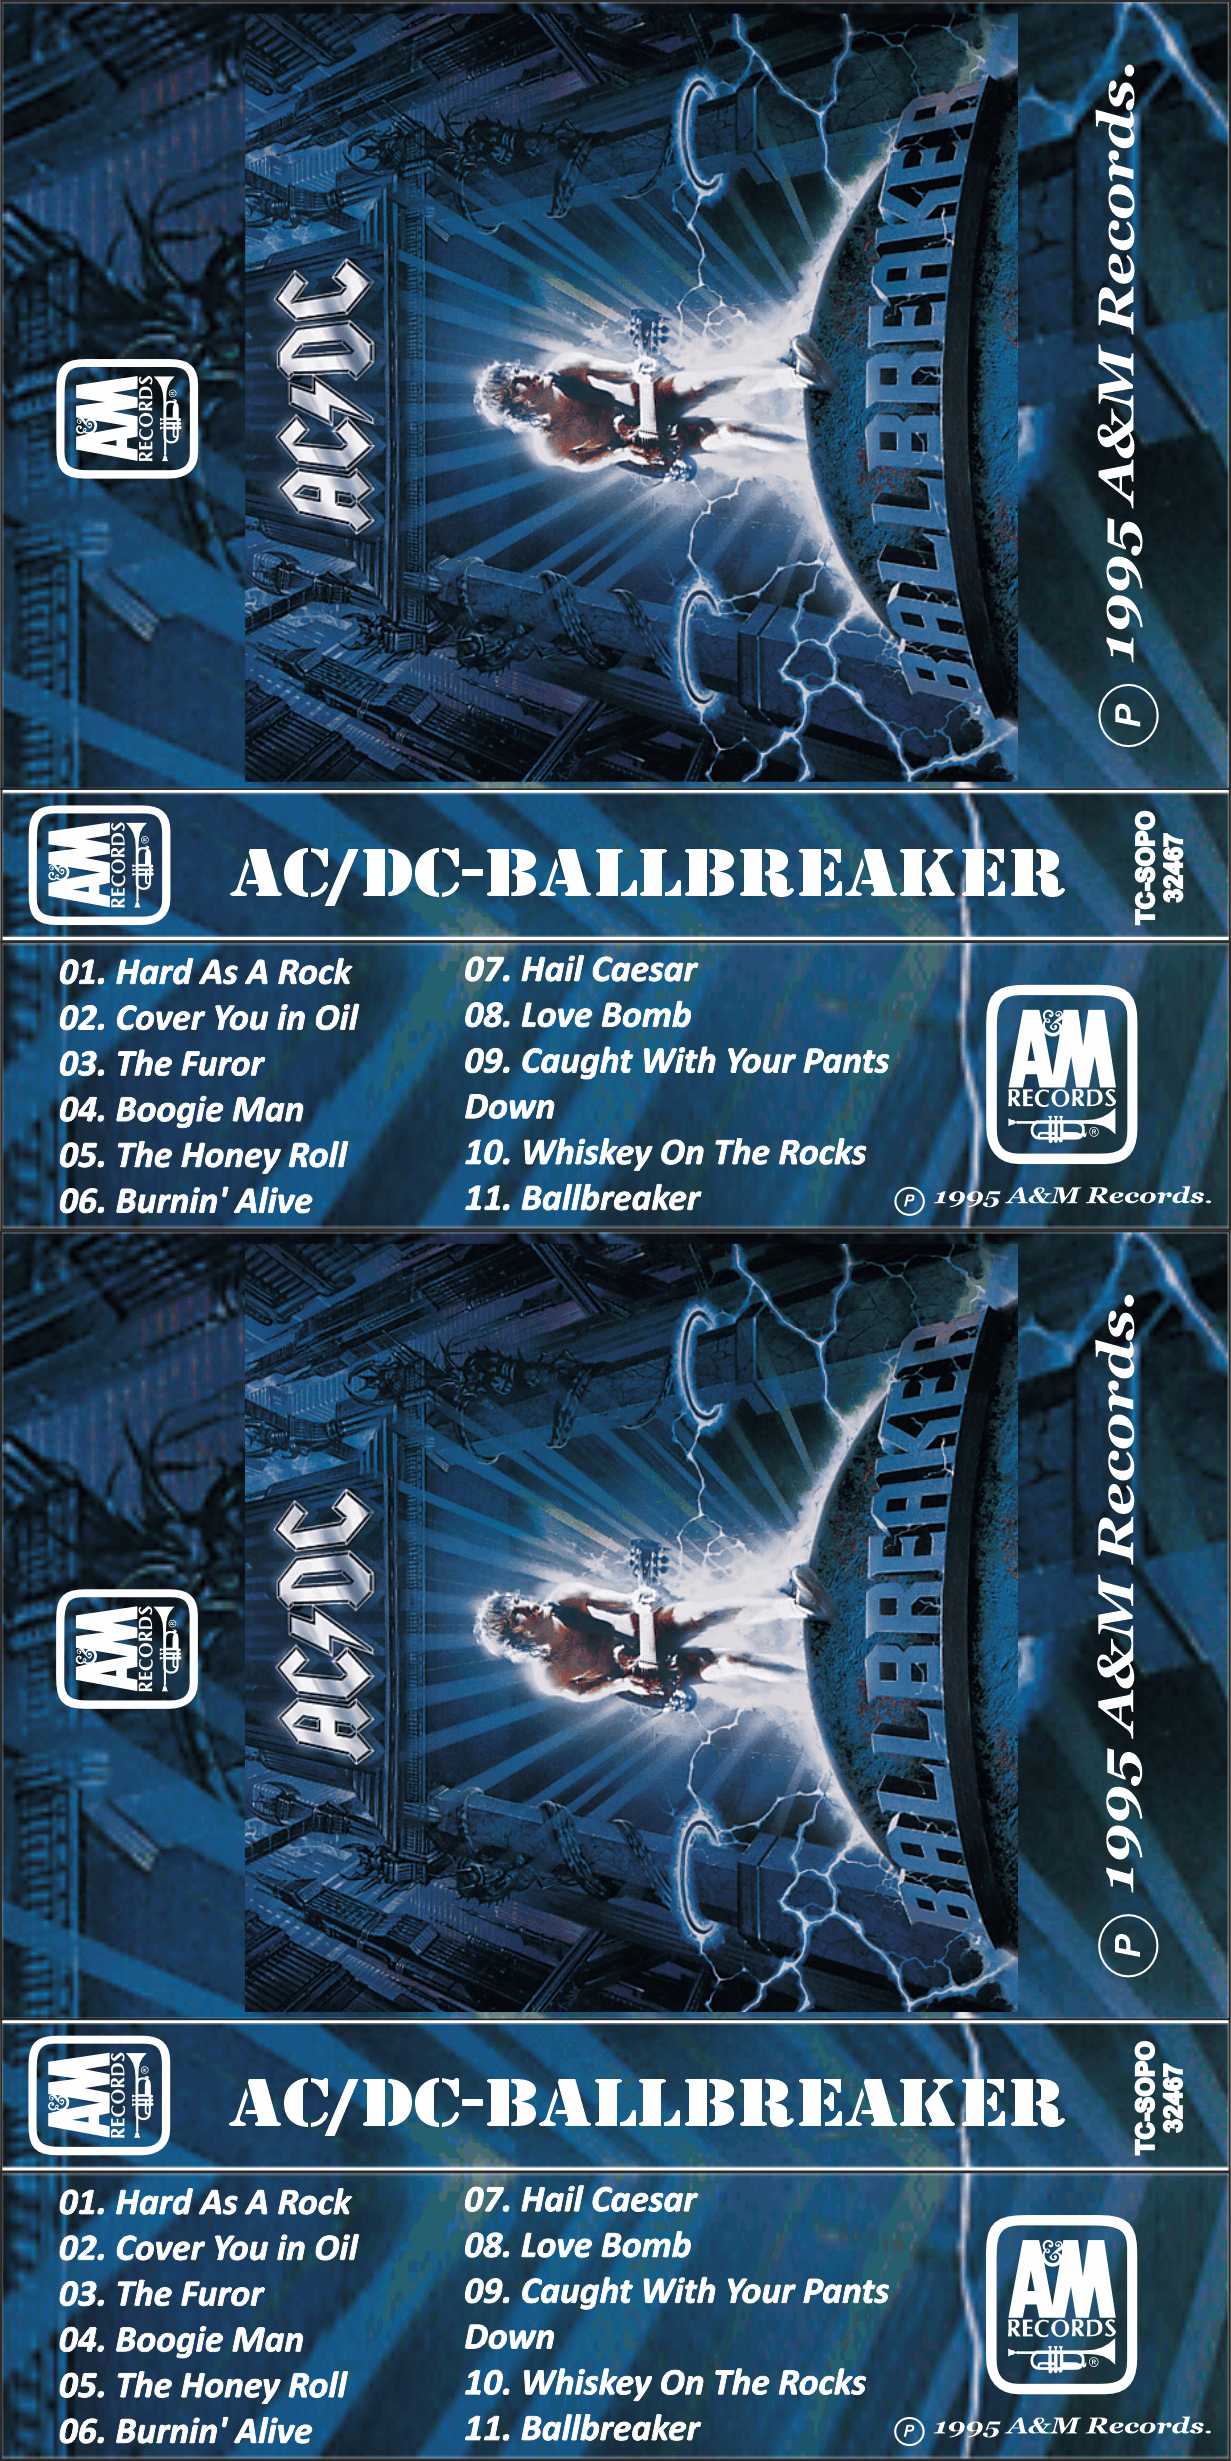 A&M
RECORDS
®
AC/DC
BALLBREAKER
P 1995 A&M Records.
A&M
RECORDS
®
AC/DC-BALLBREAKER
TC-SOPO
32467
01. Hard As A Rock
02. Cover You in Oil
03. The Furor
04. Boogie Man
05. The Honey Roll
06. Burnin' Alive
07. Hail Caesar
08. Love Bomb
09. Caught With Your Pants
Down
10. Whiskey On The Rocks
11. Ballbreaker
A&M
RECORDS
®
P 1995 A&M Records.
A&M
RECORDS
®
AC/DC
BALLBREAKER
P 1995 A&M Records.
A&M
RECORDS
®
AC/DC-BALLBREAKER
TC-SOPO
32467
01. Hard As A Rock
02. Cover You in Oil
03. The Furor
04. Boogie Man
05. The Honey Roll
06. Burnin' Alive
07. Hail Caesar
08. Love Bomb
09. Caught With Your Pants
Down
10. Whiskey On The Rocks
11. Ballbreaker
A&M
RECORDS
®
P 1995 A&M Records.